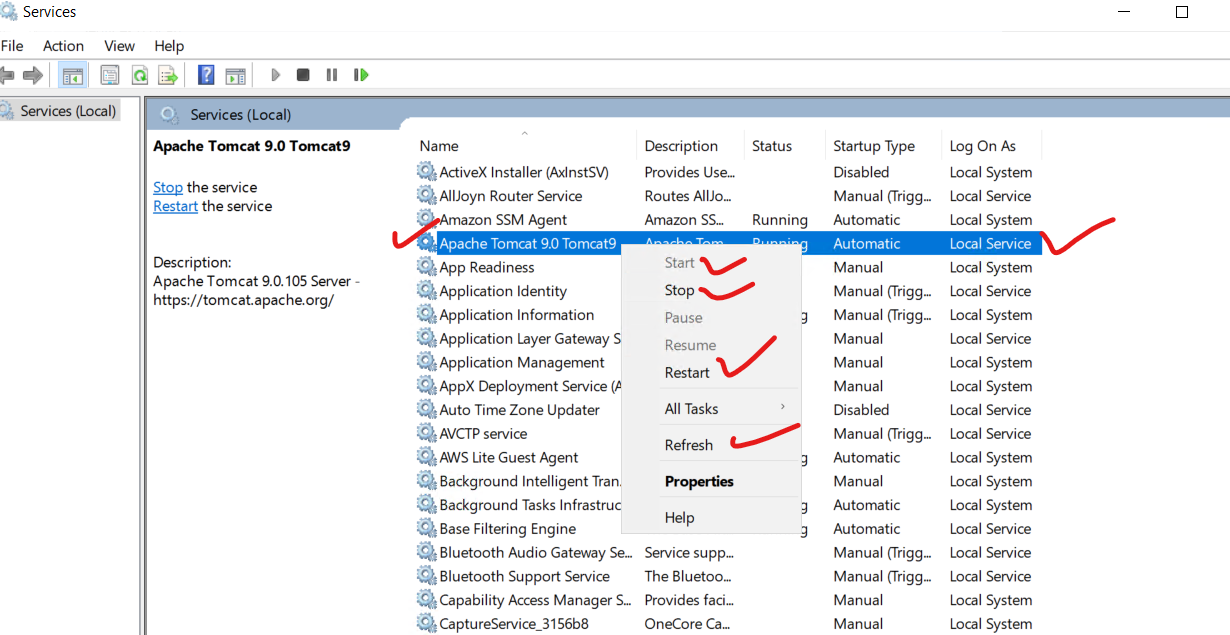 Services
File Action View Help
Services (Local)
Services (Local)
Apache Tomcat 9.0 Tomcat9
Stop the service
Restart the service
Description:
Apache Tomcat 9.0.105 Server -
https://tomcat.apache.org/
Name Description Status Startup Type Log On As
ActiveX Installer (AxInstSV) Provides Use... Disabled Local System
AllJoyn Router Service Routes AllJo... Manual (Trigg... Local Service
Amazon SSM Agent Amazon SS... Running Automatic Local System
Apache Tomcat 9.0 Tomcat9 Apache Tom... Running Automatic Local Service
App Readiness Manual Local System
Application Identity Manual (Trigg... Local Service
Application Information g Manual (Trigg... Local System
Application Layer Gateway S Manual Local Service
Application Management Manual Local System
AppX Deployment Service (A Manual Local System
Auto Time Zone Updater Disabled Local Service
AVCTP service Manual (Trigg... Local Service
AWS Lite Guest Agent g Automatic Local System
Background Intelligent Tran. Manual Local System
Background Tasks Infrastruc g Automatic Local System
Base Filtering Engine g Automatic Local Service
Bluetooth Audio Gateway Se... Service supp... Manual (Trigg... Local Service
Bluetooth Support Service The Bluetoo... Manual (Trigg... Local Service
Capability Access Manager S... Provides faci... Manual Local System
CaptureService_3156b8 OneCore Ca... Manual Local System
Start
Stop
Pause
Resume
Restart
All Tasks
Refresh
Properties
Help